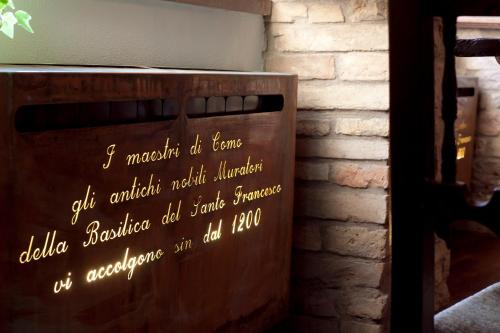 I maestri di Como
gli antichi nobili Muratori
della Basilica del Santo Francesco
vi accolgono sin dal 1200